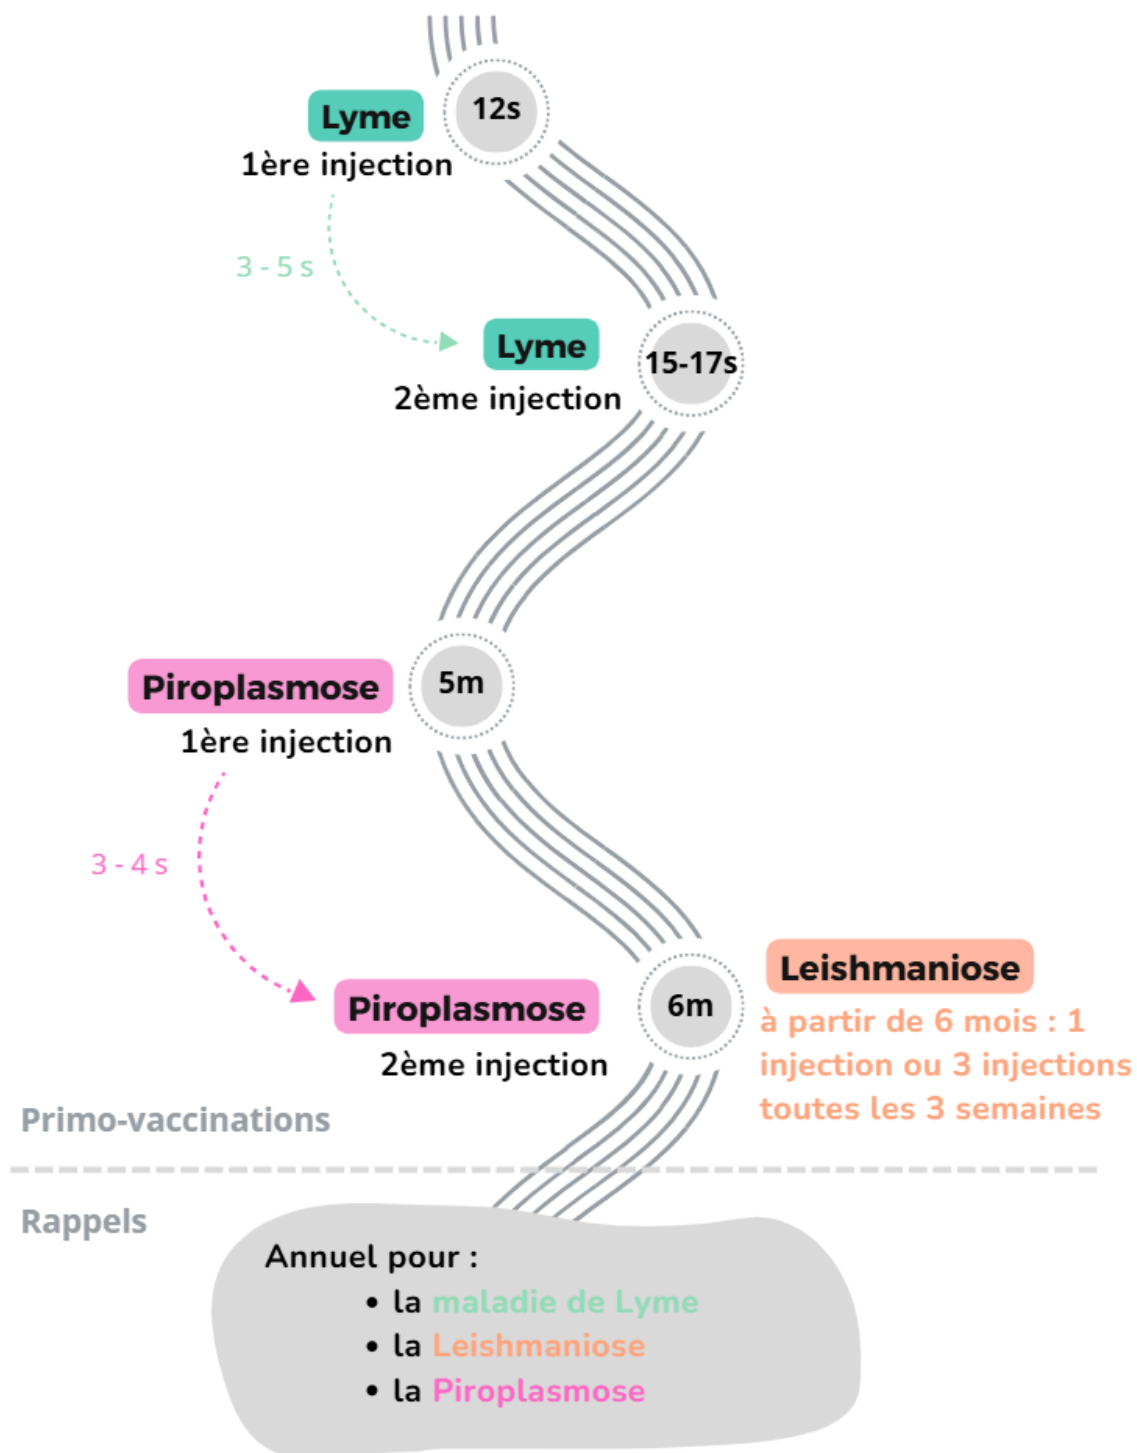 12s
Lyme
1ère injection
3 - 5 s
Lyme
15-17s
2ème injection
Piroplasmose
5m
1ère injection
3 - 4 s
Piroplasmose
2ème injection
6m
Leishmaniose
à partir de 6 mois : 1
injection ou 3 injections
toutes les 3 semaines
Primo-vaccinations
Rappels
Annuel pour :
• la maladie de Lyme
• la Leishmaniose
• la Piroplasmose